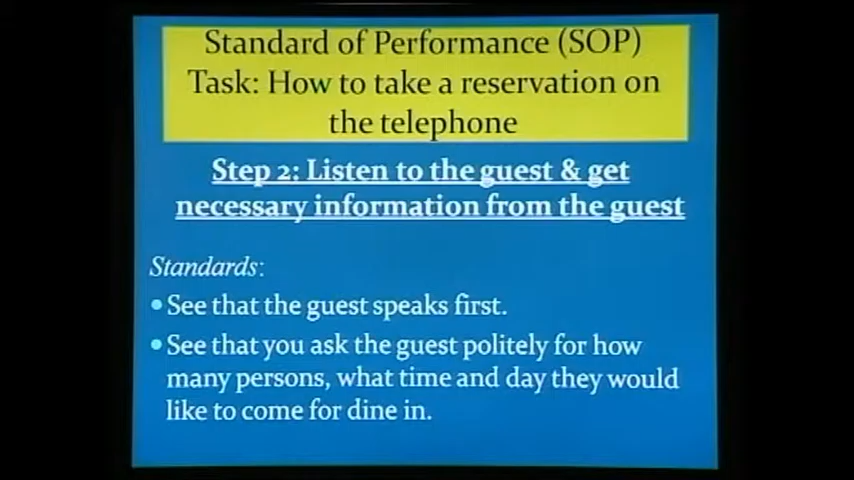 Standard of Performance (SOP)
Task: How to take a reservation on
the telephone
Step 2: Listen to the guest & get
necessary information from the guest
Standards:
• See that the guest speaks first.
• See that you ask the guest politely for how
many persons, what time and day they would
like to come for dine in.